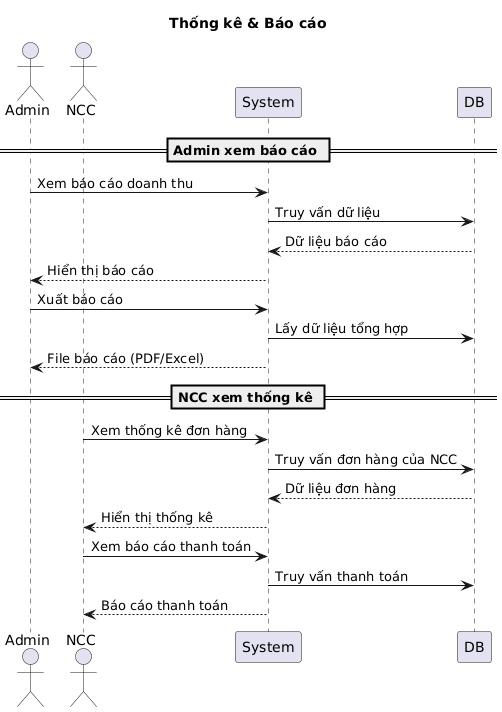 Thống kê & Báo cáo
Admin
NCC
System
DB
Admin xem báo cáo
Xem báo cáo doanh thu
Truy vấn dữ liệu
Dữ liệu báo cáo
Hiển thị báo cáo
Xuất báo cáo
Lấy dữ liệu tổng hợp
File báo cáo (PDF/Excel)
NCC xem thống kê
Xem thống kê đơn hàng
Truy vấn đơn hàng của NCC
Dữ liệu đơn hàng
Hiển thị thống kê
Xem báo cáo thanh toán
Truy vấn thanh toán
Báo cáo thanh toán
Admin
NCC
System
DB